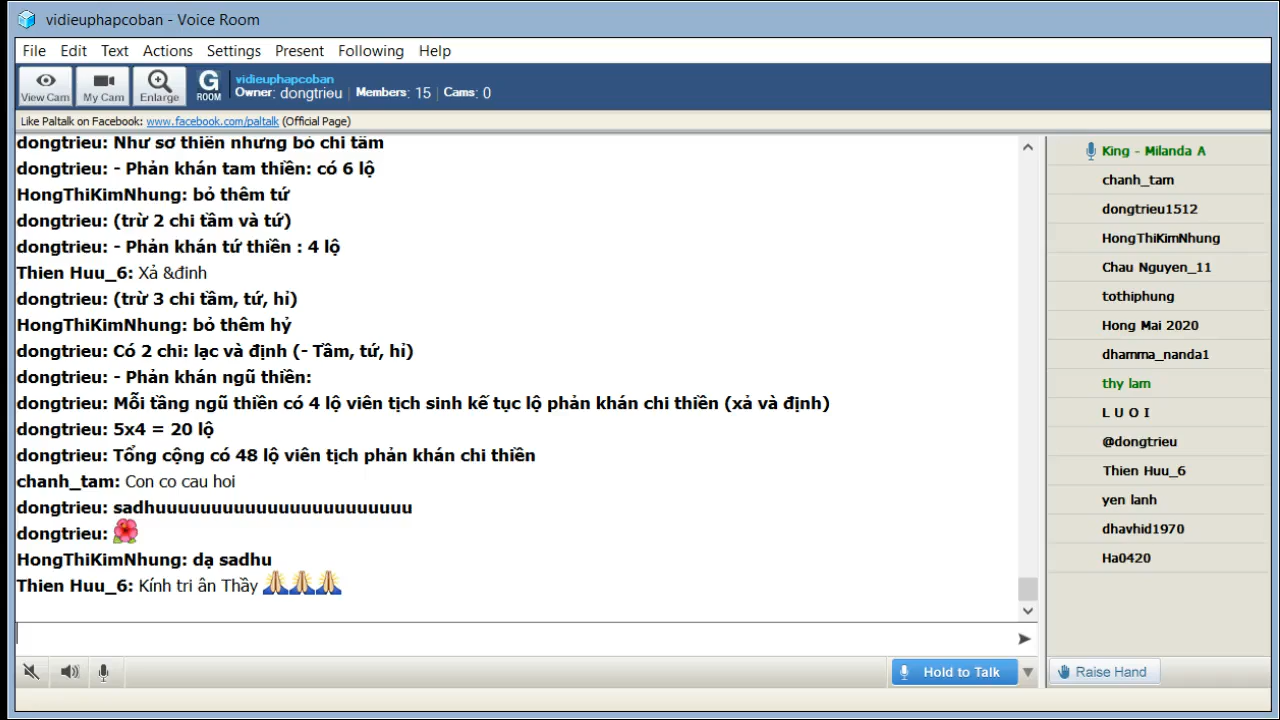 vidieuphapcoban - Voice Room
File Edit Text Actions Settings Present Following Help
View Cam My Cam Enlarge G ROOM
vidieuphapcoban
Owner: dongtrieu | Members: 15 | Cams: 0
Like Paltalk on Facebook: www.facebook.com/paltalk (Official Page)
dongtrieu: Như sơ thiền nhưng bỏ chi tầm
dongtrieu: - Phản khán tam thiền: có 6 lộ
HongThiKimNhung: bỏ thêm tứ
dongtrieu: (trừ 2 chi tầm và tứ)
dongtrieu: - Phản khán tứ thiền : 4 lộ
Thien Huu_6: Xả &đinh
dongtrieu: (trừ 3 chi tầm, tứ, hỉ)
HongThiKimNhung: bỏ thêm hỷ
dongtrieu: Có 2 chi: lạc và định (- Tầm, tứ, hỉ)
dongtrieu: - Phản khán ngũ thiền:
dongtrieu: Mỗi tầng ngũ thiền có 4 lộ viên tịch sinh kế tục lộ phản khán chi thiền (xả và định)
dongtrieu: 5x4 = 20 lộ
dongtrieu: Tổng cộng có 48 lộ viên tịch phản khán chi thiền
chanh_tam: Con co cau hoi
dongtrieu: sadhuuuuuuuuuuuuuuuuuuuuuuu
dongtrieu:
HongThiKimNhung: dạ sadhu
Thien Huu_6: Kính tri ân Thầy
King - Milanda A
chanh_tam
dongtrieu1512
HongThiKimNhung
Chau Nguyen_11
tothiphung
Hong Mai 2020
dhamma_nanda1
thy lam
L U O I
@dongtrieu
Thien Huu_6
yen lanh
dhavhid1970
Ha0420
Hold to Talk
Raise Hand